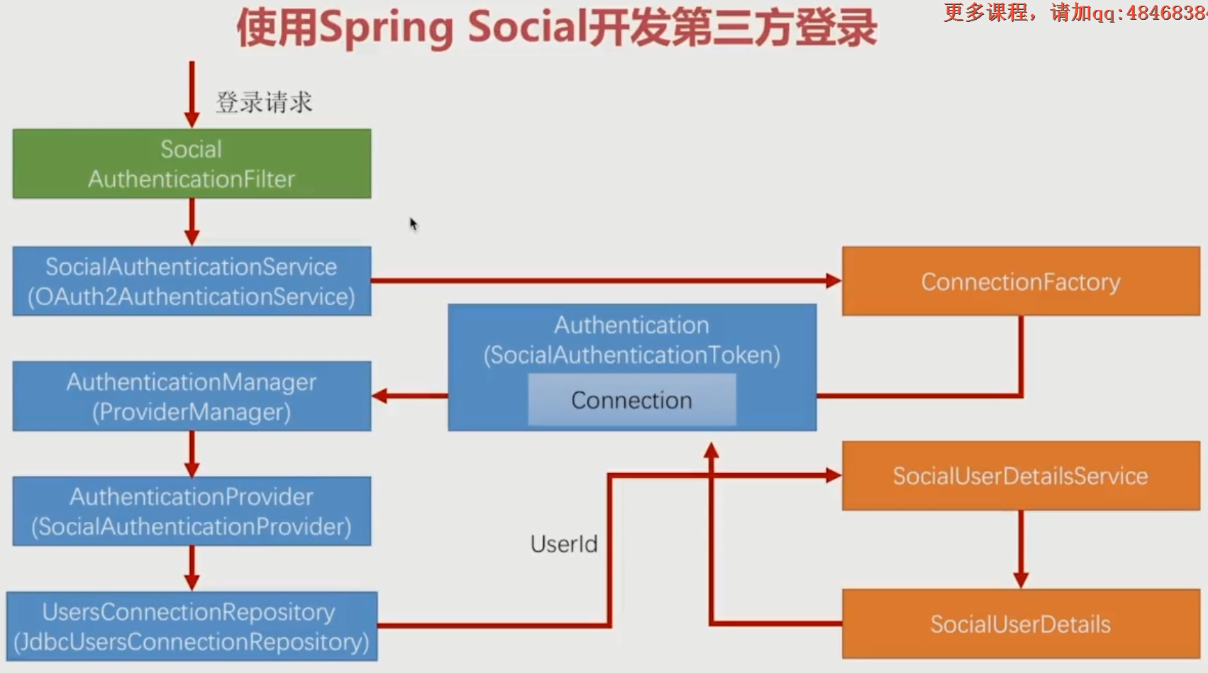 使用Spring Social开发第三方登录
更多课程，请加qq:4846838
登录请求
Social
AuthenticationFilter
SocialAuthenticationService
(OAuth2AuthenticationService)
ConnectionFactory
Authentication
(SocialAuthenticationToken)
Connection
AuthenticationManager
(ProviderManager)
AuthenticationProvider
(SocialAuthenticationProvider)
SocialUserDetailsService
UserId
UsersConnectionRepository
(JdbcUsersConnectionRepository)
SocialUserDetails